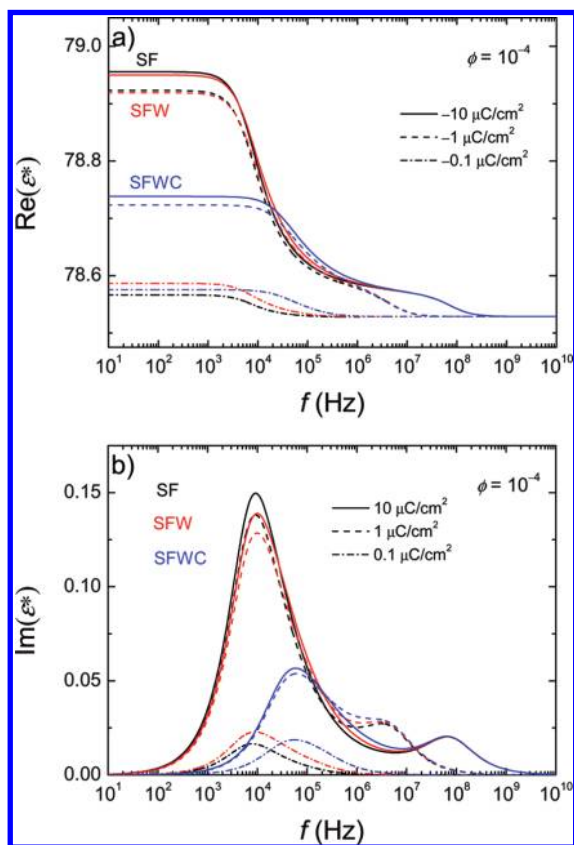 a)
SF
ϕ = 10⁻⁴
79.0
SFW
−10 μC/cm²
−1 μC/cm²
−0.1 μC/cm²
78.8
Re(ε*)
SFWC
78.6
10¹ 10² 10³ 10⁴ 10⁵ 10⁶ 10⁷ 10⁸ 10⁹ 10¹⁰
f (Hz)
b)
SF
ϕ = 10⁻⁴
0.15
SFW
10 μC/cm²
SFWC
1 μC/cm²
0.1 μC/cm²
0.10
Im(ε*)
0.05
0.00
10¹ 10² 10³ 10⁴ 10⁵ 10⁶ 10⁷ 10⁸ 10⁹ 10¹⁰
f (Hz)